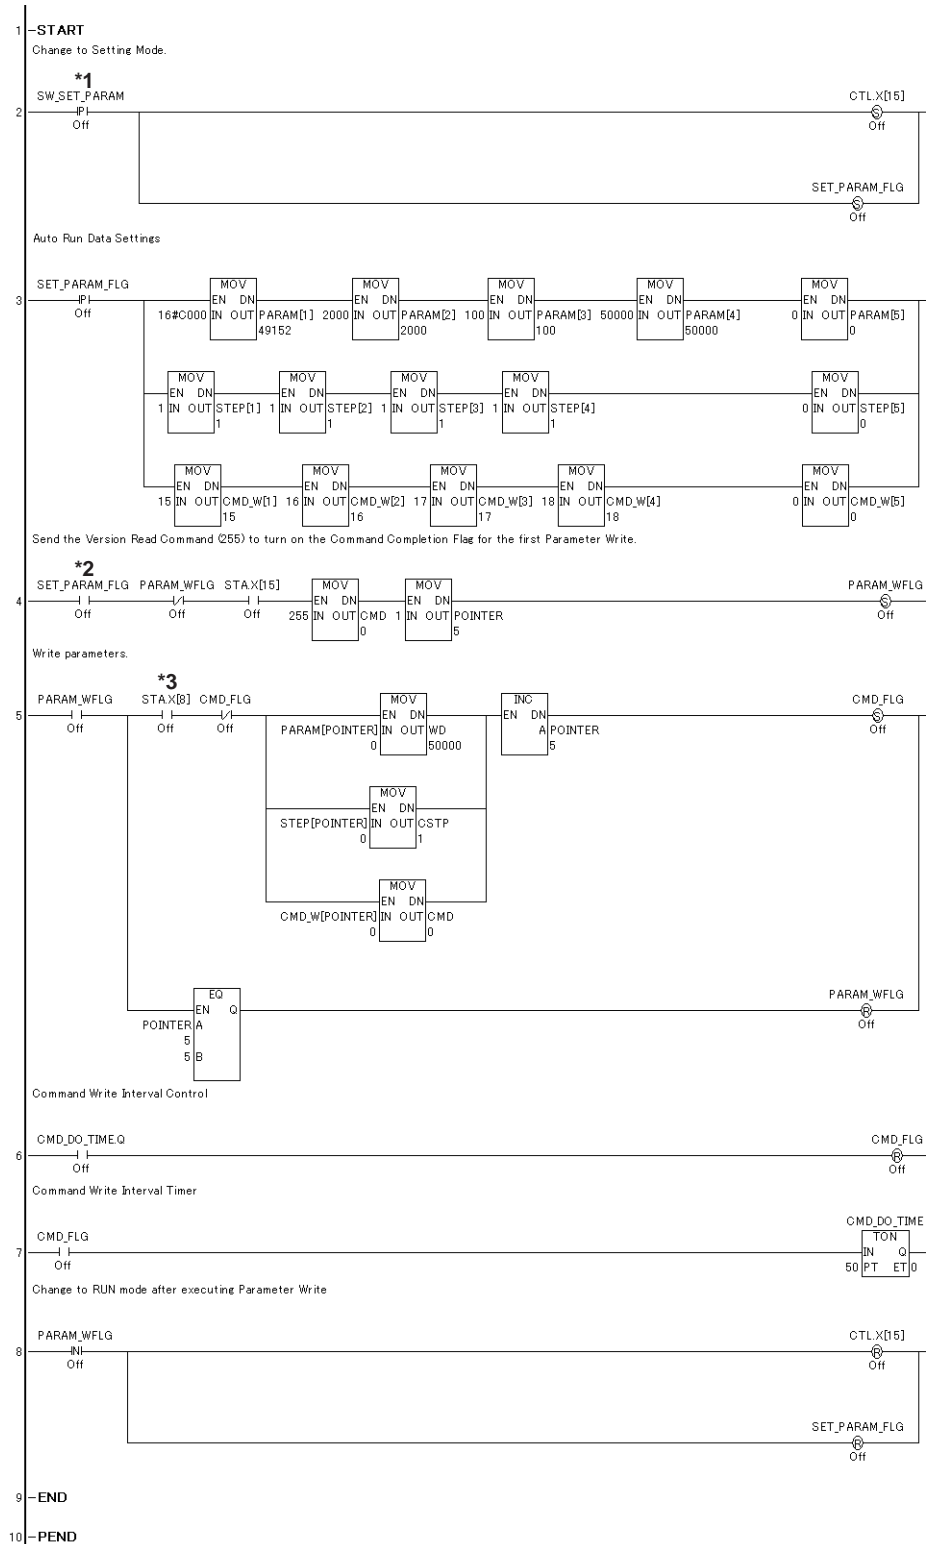 1 START
Change to Setting Mode.
*1
SW_SET_PARAM CTL.X[15]
2 P S
Off Off
SET_PARAM_FLG
S
Off
Auto Run Data Settings
SET_PARAM_FLG MOV MOV MOV MOV MOV
3 P EN DN EN DN EN DN EN DN EN DN
Off 16#C000 IN OUT PARAM[1] 2000 IN OUT PARAM[2] 100 IN OUT PARAM[3] 50000 IN OUT PARAM[4] 0 IN OUT PARAM[5]
49152 2000 100 50000 0
MOV MOV MOV MOV MOV
EN DN EN DN EN DN EN DN EN DN
1 IN OUT STEP[1] 1 IN OUT STEP[2] 1 IN OUT STEP[3] 1 IN OUT STEP[4] 0 IN OUT STEP[5]
1 1 1 1 0
MOV MOV MOV MOV MOV
EN DN EN DN EN DN EN DN EN DN
15 IN OUT CMD_W[1] 16 IN OUT CMD_W[2] 17 IN OUT CMD_W[3] 18 IN OUT CMD_W[4] 0 IN OUT CMD_W[5]
15 16 17 18 0
Send the Version Read Command (255) to turn on the Command Completion Flag for the first Parameter Write.
*2
SET_PARAM_FLG PARAM_WFLG STA.X[15] MOV MOV PARAM_WFLG
4 EN DN EN DN S
Off Off Off 255 IN OUT CMD 1 IN OUT POINTER Off
0 5
Write parameters.
*3
PARAM_WFLG STA.X[8] CMD_FLG MOV INC CMD_FLG
5 EN DN EN DN S
Off Off Off PARAM[POINTER] IN OUT WD A POINTER Off
0 50000 5
MOV
EN DN
STEP[POINTER] IN OUT CSTP
0 1
MOV
EN DN
CMD_W[POINTER] IN OUT CMD
0 0
EQ PARAM_WFLG
EN Q R
POINTER A Off
5
5 B
Command Write Interval Control
CMD_DO_TIME.Q CMD_FLG
6 R
Off Off
Command Write Interval Timer
CMD_DO_TIME
CMD_FLG TON
7 IN Q
Off 50 PT ET 0
Change to RUN mode after executing Parameter Write
PARAM_WFLG CTL.X[15]
8 N R
Off Off
SET_PARAM_FLG
R
Off
9 END
10 PEND